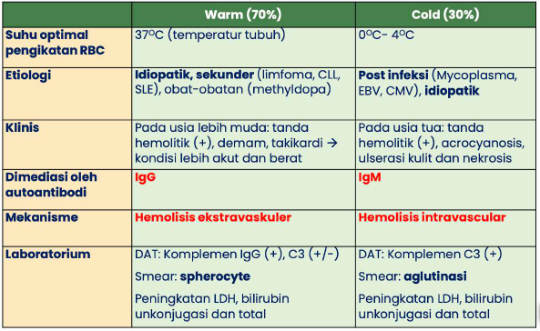 Warm (70%)
Cold (30%)
Suhu optimal
pengikatan RBC
37°C (temperatur tubuh)
0°C- 4°C
Etiologi
Idiopatik, sekunder (limfoma, CLL,
SLE), obat-obatan (methyldopa)
Post infeksi (Mycoplasma,
EBV, CMV), idiopatik
Klinis
Pada usia lebih muda: tanda
hemolitik (+), demam, takikardi →
kondisi lebih akut dan berat
Pada usia tua: tanda
hemolitik (+), acrocyanosis,
ulserasi kulit dan nekrosis
Dimediasi oleh
autoantibodi
IgG
IgM
Mekanisme
Hemolisis ekstravaskuler
Hemolisis intravascular
Laboratorium
DAT: Komplemen IgG (+), C3 (+/-)
Smear: spherocyte
Peningkatan LDH, bilirubin
unkonjugasi dan total
DAT: Komplemen C3 (+)
Smear: aglutinasi
Peningkatan LDH, bilirubin
unkonjugasi dan total